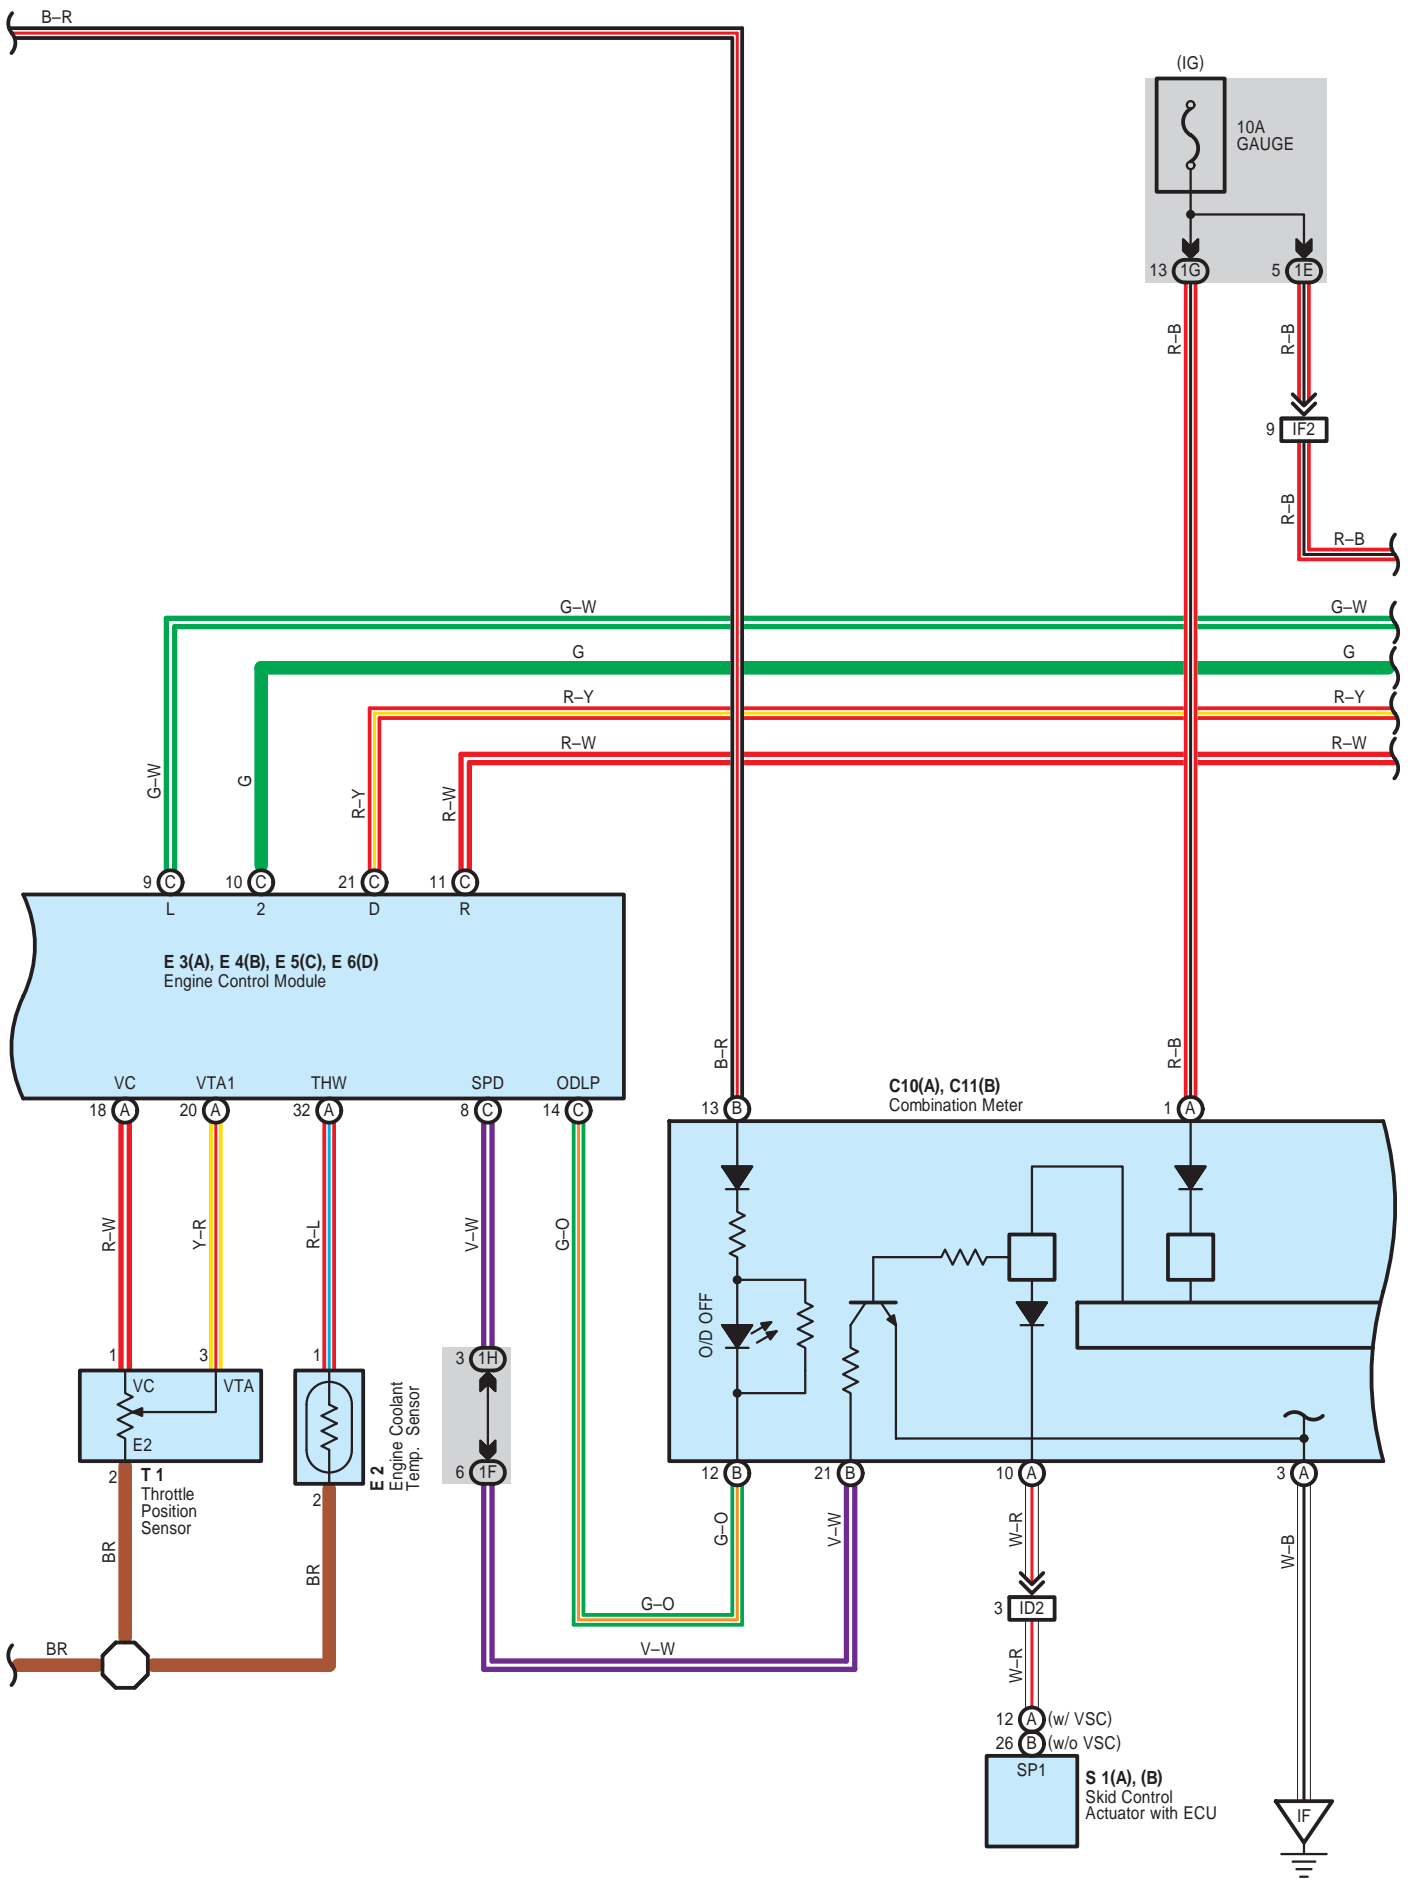 B–R
(IG)
10A
GAUGE
13 1G
5 1E
R–B
R–B
9 IF2
R–B
R–B
G–W
G–W
G
G
R–Y
R–Y
R–W
R–W
G–W
G
R–Y
R–W
9 C
10 C
21 C
11 C
L
2
D
R
E 3(A), E 4(B), E 5(C), E 6(D)
Engine Control Module
VC
VTA1
THW
SPD
ODLP
18 A
20 A
32 A
8 C
14 C
B–R
R–B
C10(A), C11(B)
Combination Meter
13 B
1 A
R–W
Y–R
R–L
V–W
G–O
O/D OFF
1
3
1
3 1H
VC
VTA
E2
2
T 1
Throttle
Position
Sensor
E 2
Engine Coolant
Temp. Sensor
2
6 1F
12 B
21 B
10 A
3 A
BR
BR
G–O
V–W
W–R
W–B
G–O
3 ID2
BR
V–W
W–R
12 A (w/ VSC)
26 B (w/o VSC)
SP1
S 1(A), (B)
Skid Control
Actuator with ECU
IF